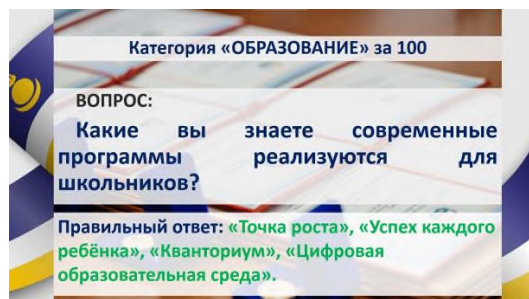 Категория «ОБРАЗОВАНИЕ» за 100
ВОПРОС:
Какие вы знаете современные
программы реализуются для
школьников?
Правильный ответ: «Точка роста», «Успех каждого
ребёнка», «Кванториум», «Цифровая
образовательная среда».